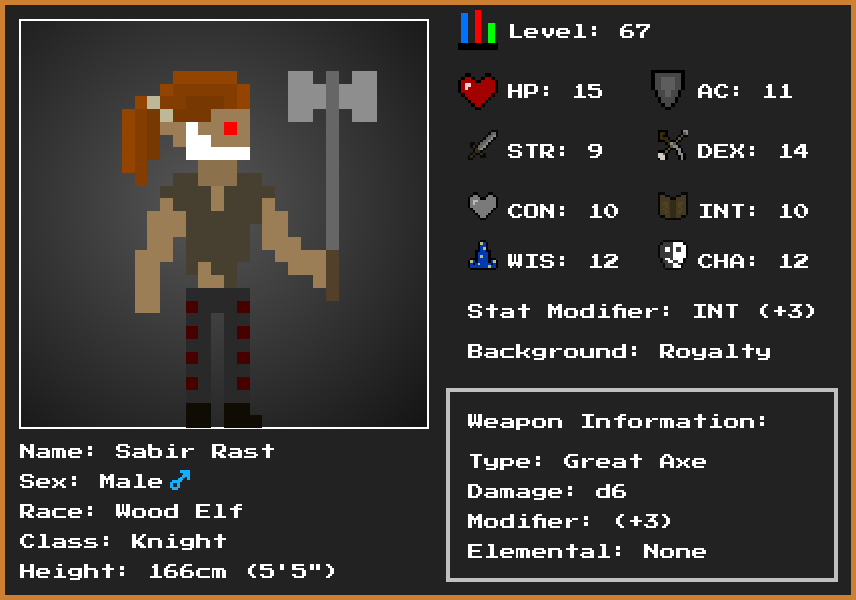 Level: 67
HP: 15 AC: 11
STR: 9 DEX: 14
CON: 10 INT: 10
WIS: 12 CHA: 12
Stat Modifier: INT (+3)
Background: Royalty
Weapon Information:
Type: Great Axe
Damage: d6
Modifier: (+3)
Elemental: None
Name: Sabir Rast
Sex: Male♂
Race: Wood Elf
Class: Knight
Height: 166cm (5'5")